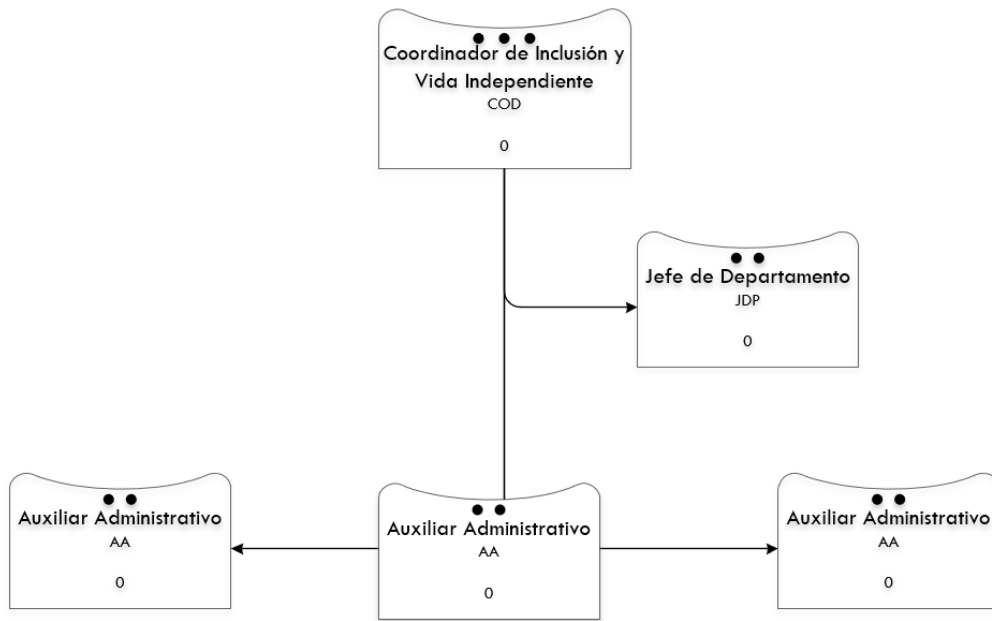 Coordinador de Inclusión y
Vida Independiente
COD
0
Jefe de Departamento
JDP
0
Auxiliar Administrativo
AA
0
Auxiliar Administrativo
AA
0
Auxiliar Administrativo
AA
0